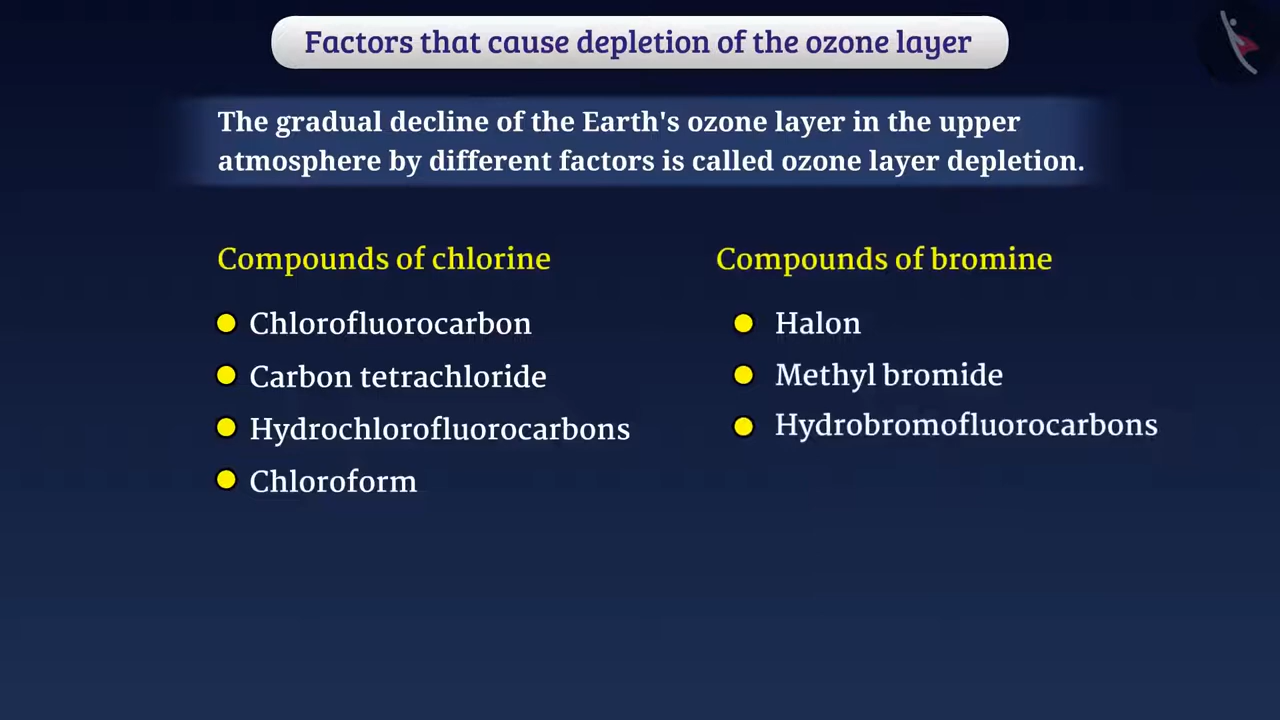 Factors that cause depletion of the ozone layer
The gradual decline of the Earth's ozone layer in the upper
atmosphere by different factors is called ozone layer depletion.
Compounds of chlorine
Chlorofluorocarbon
Carbon tetrachloride
Hydrochlorofluorocarbons
Chloroform
Compounds of bromine
Halon
Methyl bromide
Hydrobromofluorocarbons